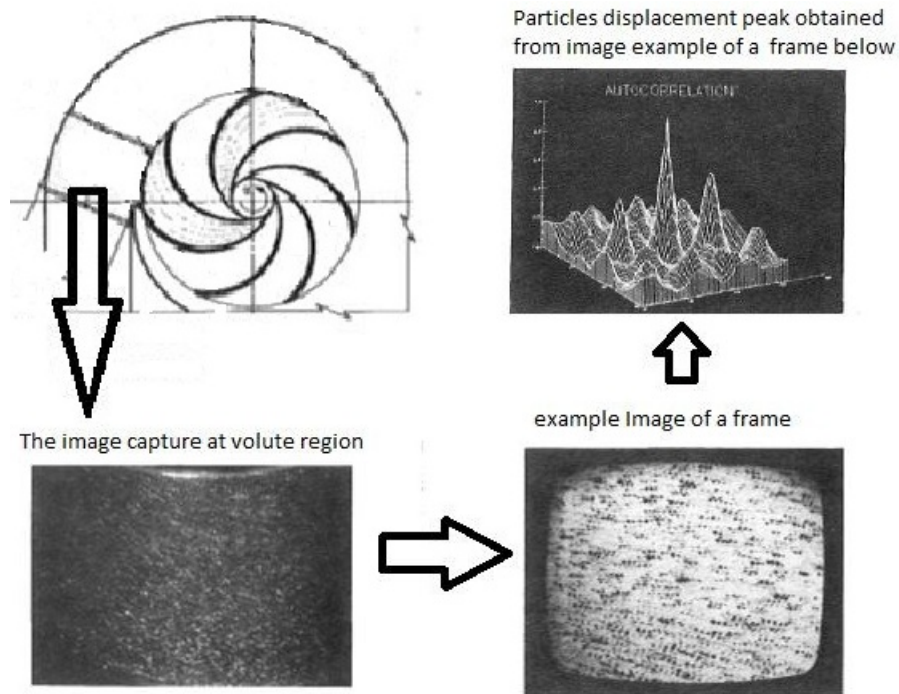 Particles displacement peak obtained
from image example of a frame below
AUTOCORRELATION
The image capture at volute region
example Image of a frame